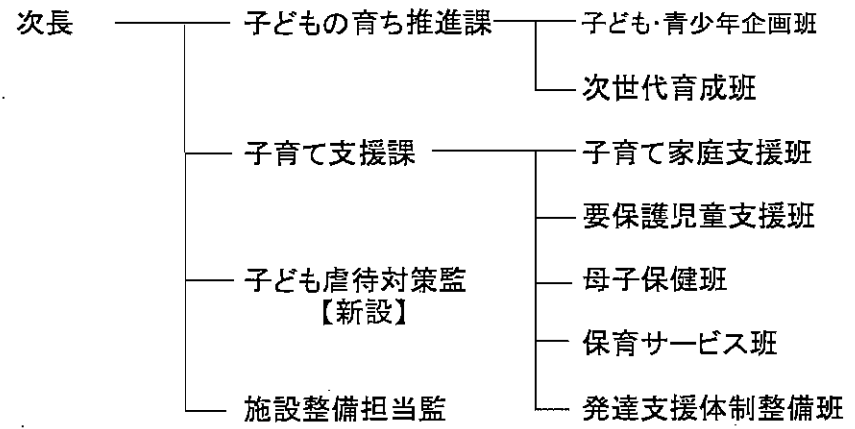 次長 子どもの育ち推進課 子ども・青少年企画班
次世代育成班
子育て支援課 子育て家庭支援班
要保護児童支援班
子ども虐待対策監 母子保健班
【新設】
保育サービス班
施設整備担当監 発達支援体制整備班